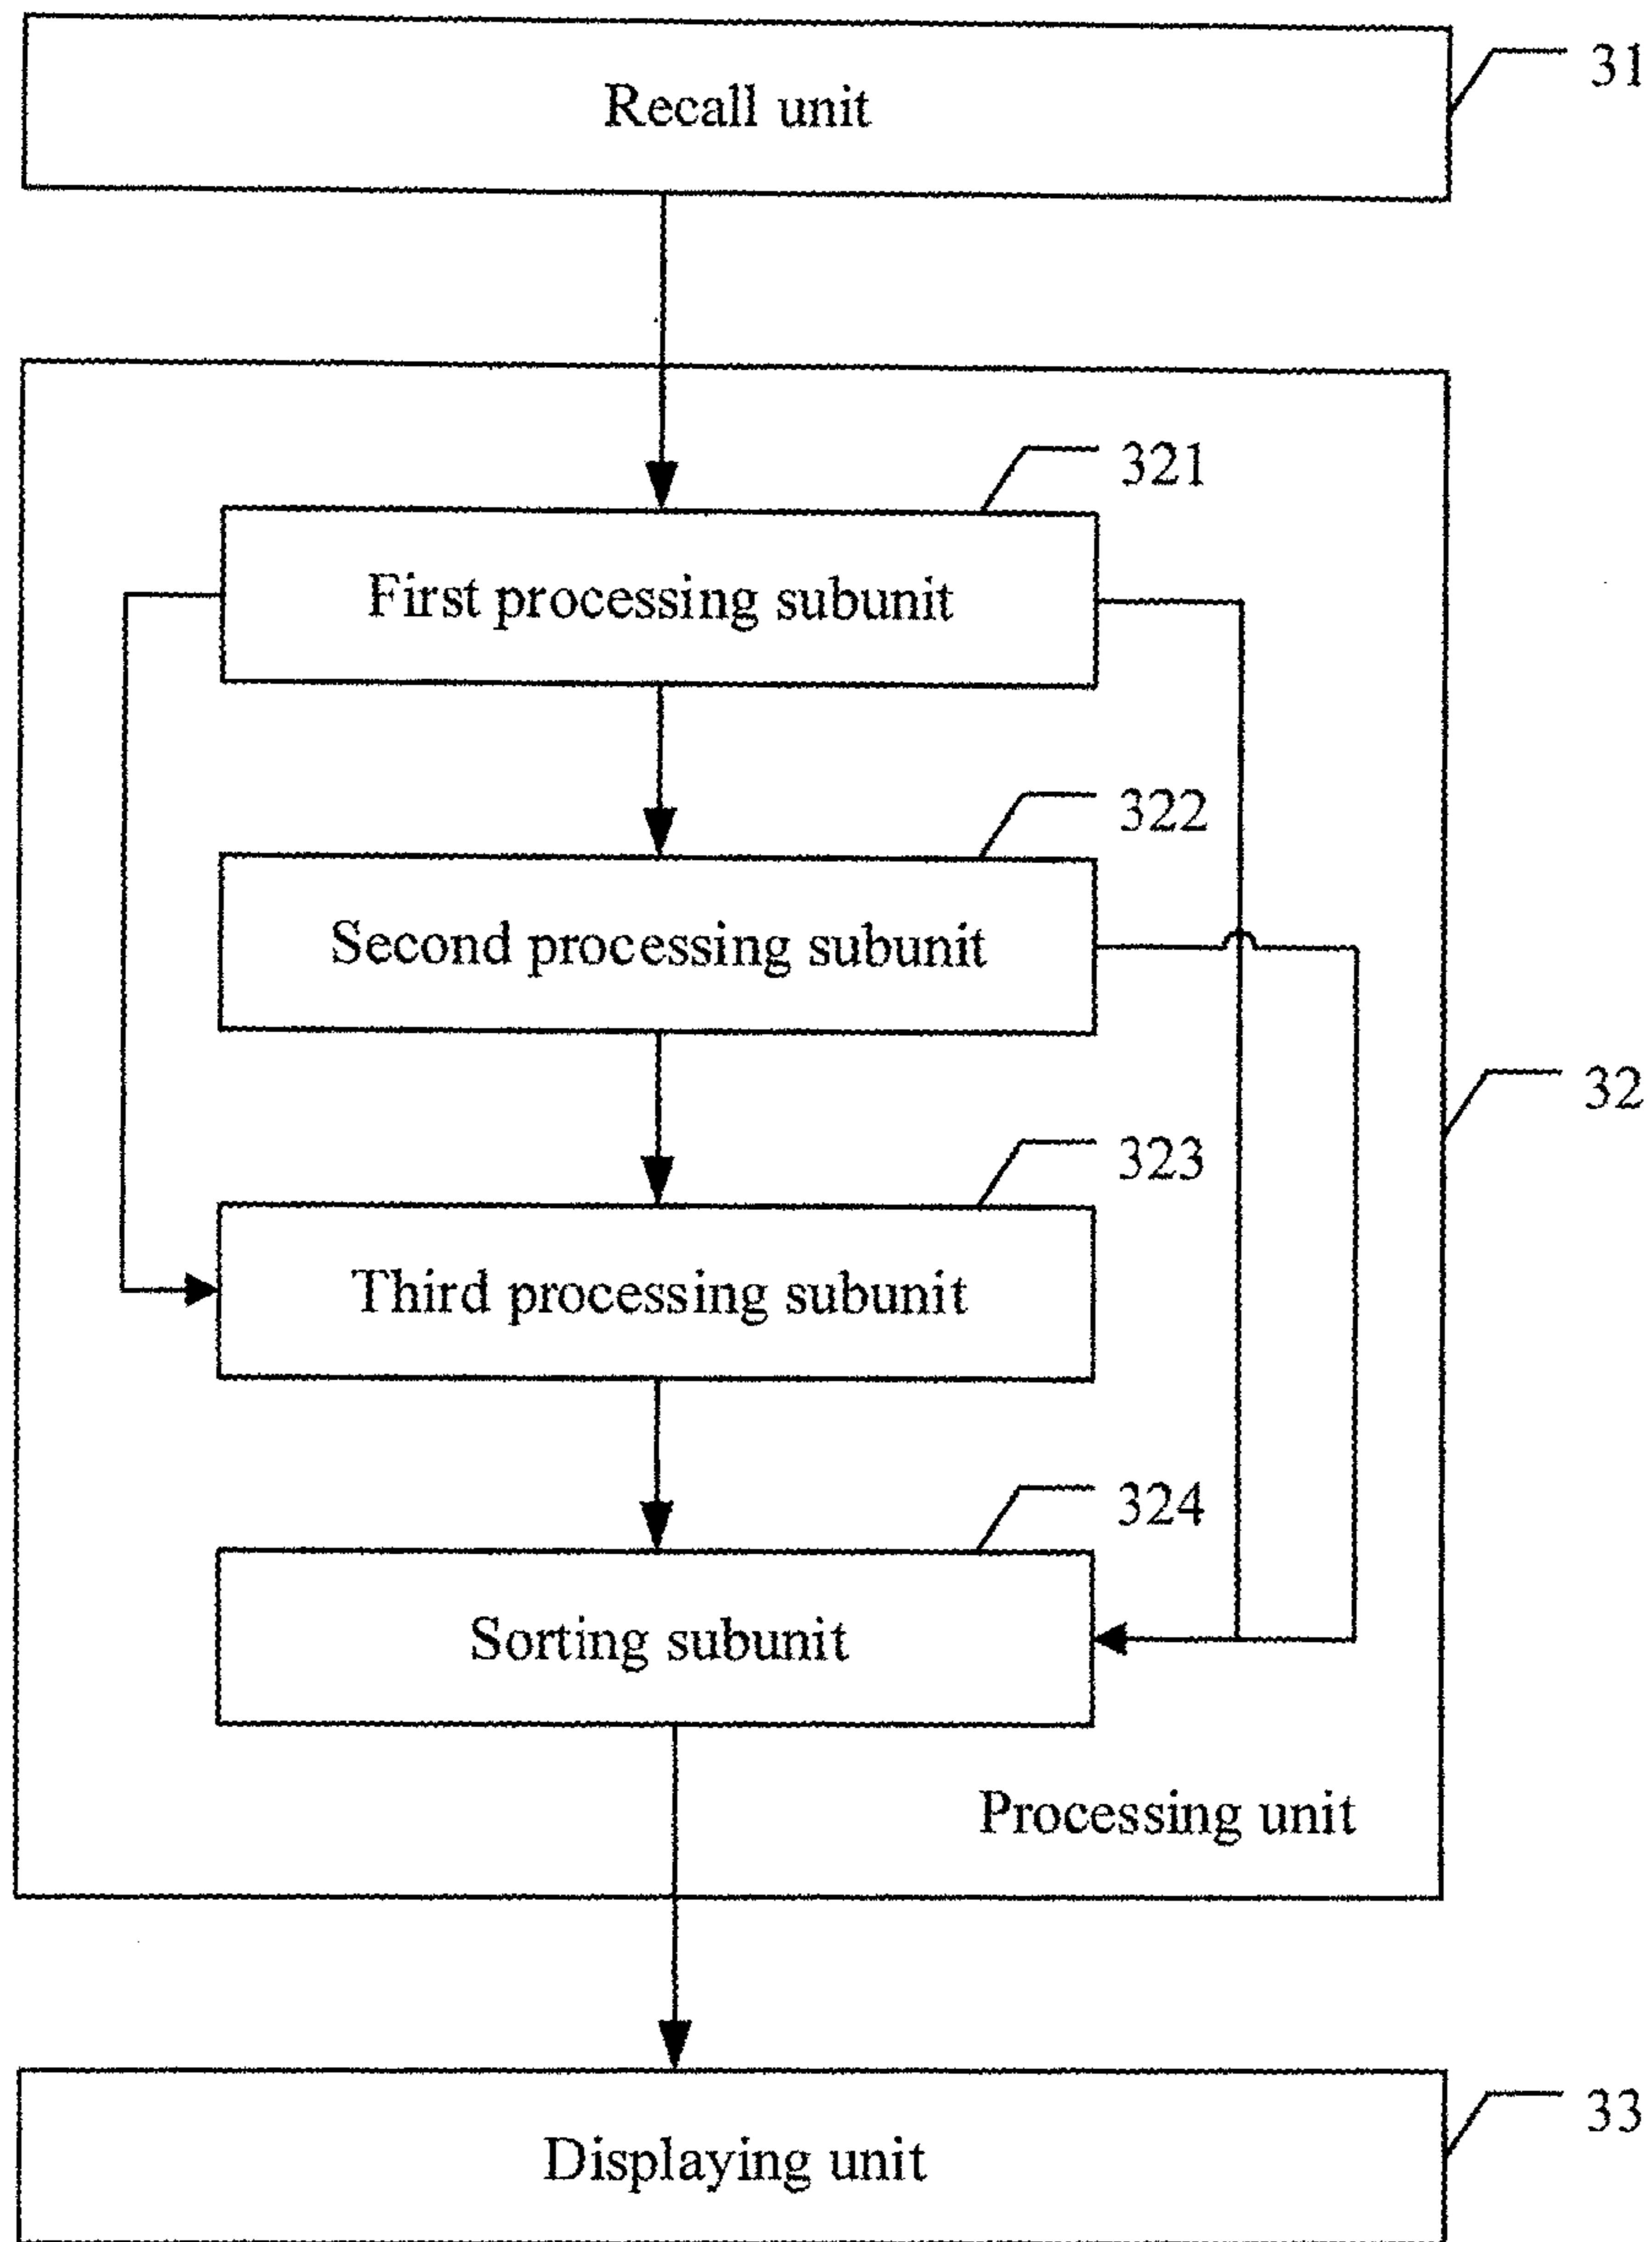 31
Recall unit
321
First processing subunit
322
Second processing subunit
32
323
Third processing subunit
324
Sorting subunit
Processing unit
33
Displaying unit